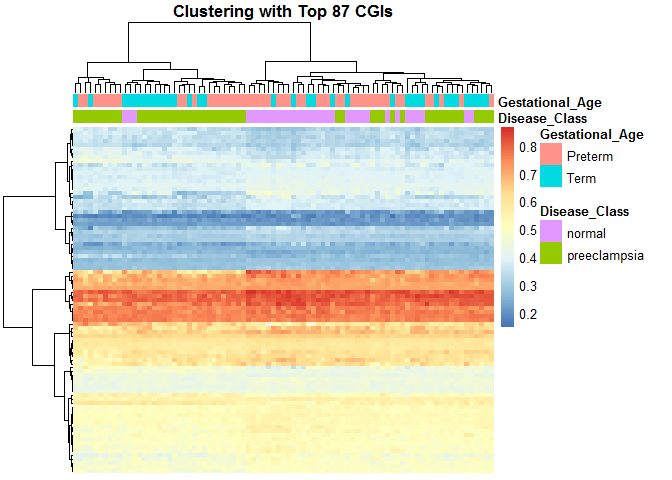 Clustering with Top 87 CGIs
Gestational_Age
Disease_Class
Gestational_Age
Preterm
Term
Disease_Class
normal
preeclampsia
0.8
0.7
0.6
0.5
0.4
0.3
0.2